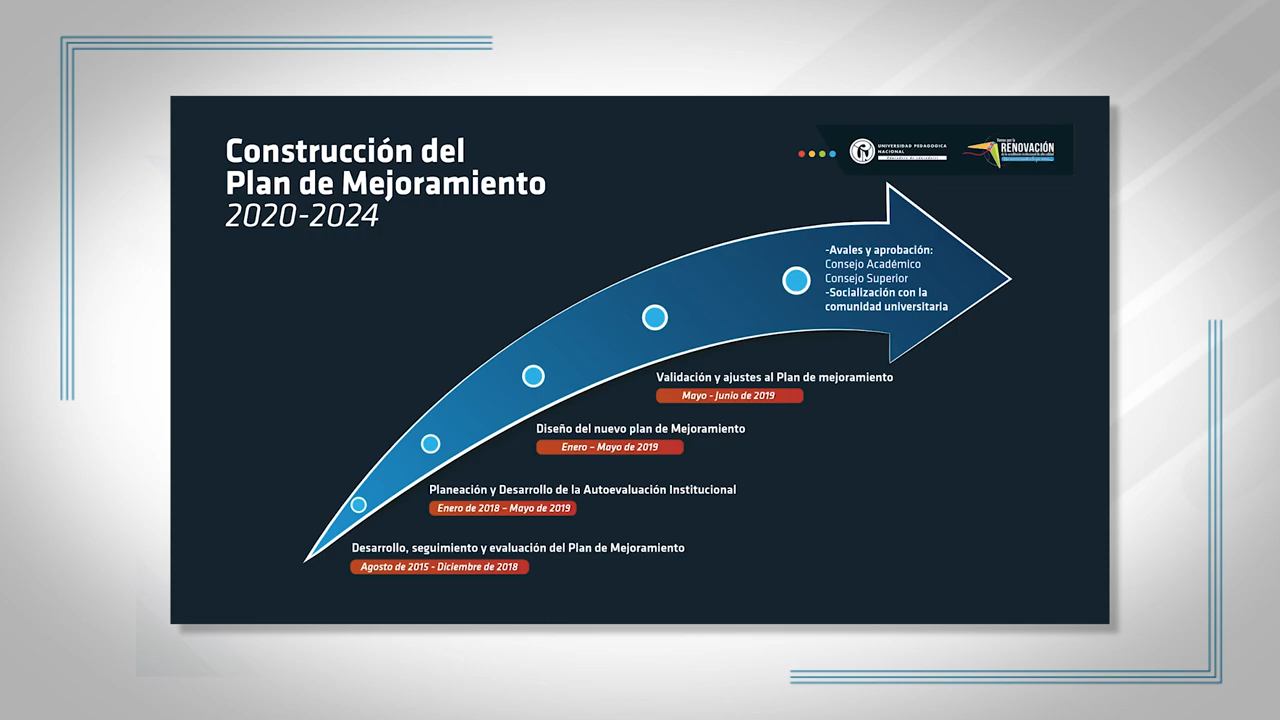 Construcción del
Plan de Mejoramiento
2020-2024
UNIVERSIDAD PEDAGÓGICA
NACIONAL
Educadora de educadores
RENOVACIÓN
-Avales y aprobación:
Consejo Académico
Consejo Superior
-Socialización con la
comunidad universitaria
Validación y ajustes al Plan de mejoramiento
Mayo - Junio de 2019
Diseño del nuevo plan de Mejoramiento
Enero – Mayo de 2019
Planeación y Desarrollo de la Autoevaluación Institucional
Enero de 2018 – Mayo de 2019
Desarrollo, seguimiento y evaluación del Plan de Mejoramiento
Agosto de 2015 - Diciembre de 2018